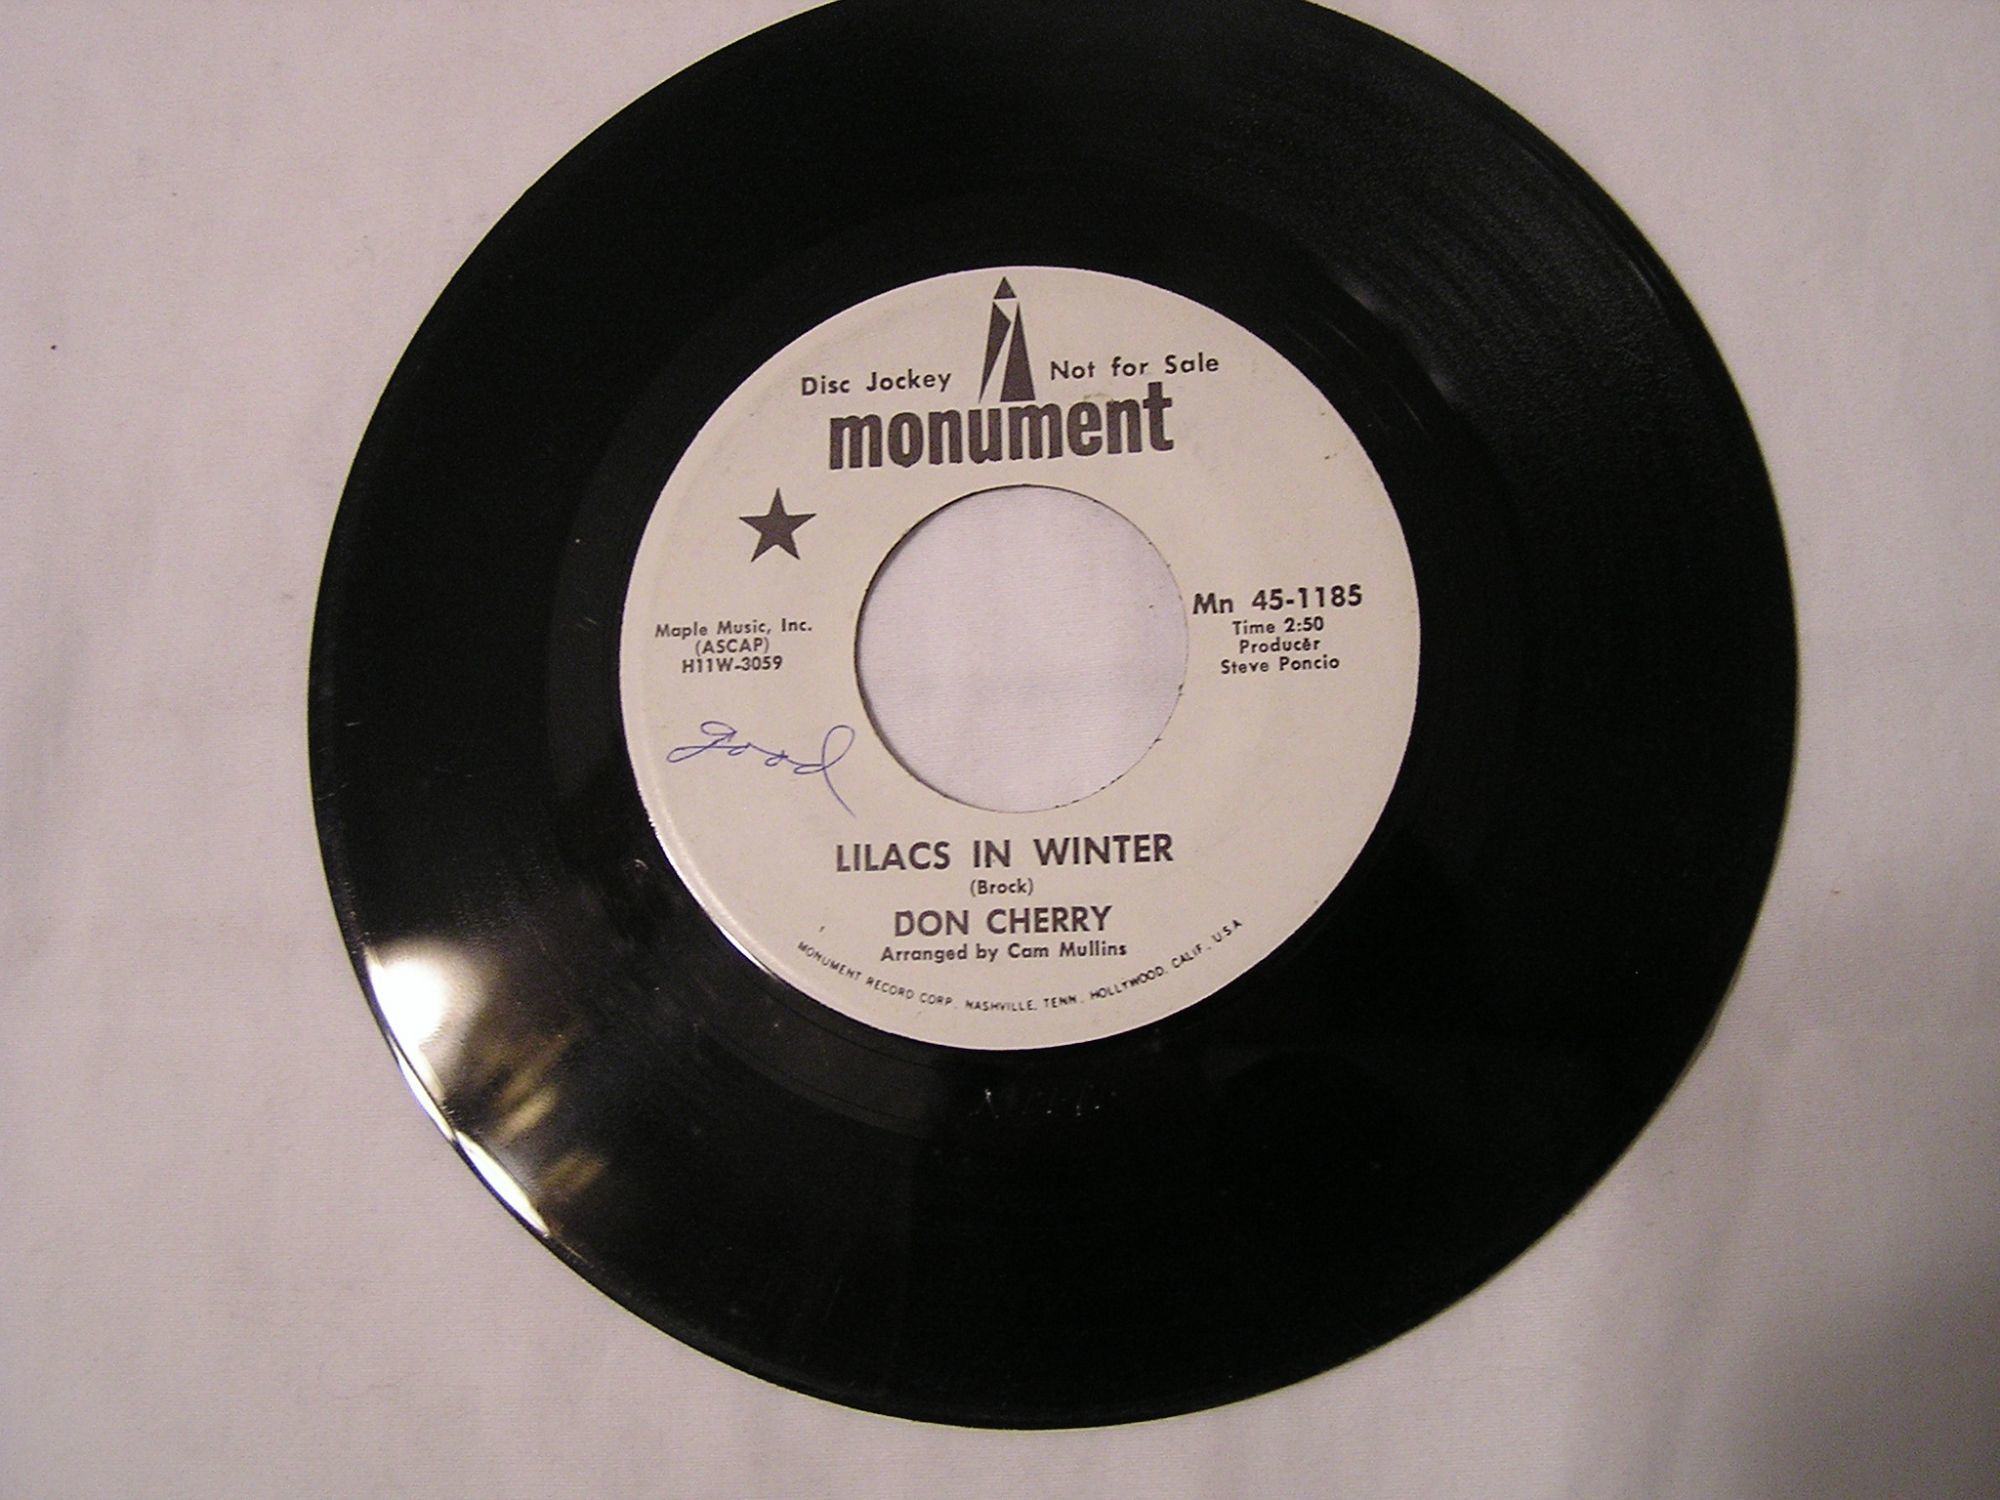 Disc Jockey Not for Sale
monument
Maple Music, Inc.
(ASCAP)
H11W-3059
Mn 45-1185
Time 2:50
Producer
Steve Poncio
good
LILACS IN WINTER
(Brock)
DON CHERRY
Arranged by Cam Mullins
MONUMENT RECORD CORP. NASHVILLE, TENN. HOLLYWOOD, CALIF. U.S.A